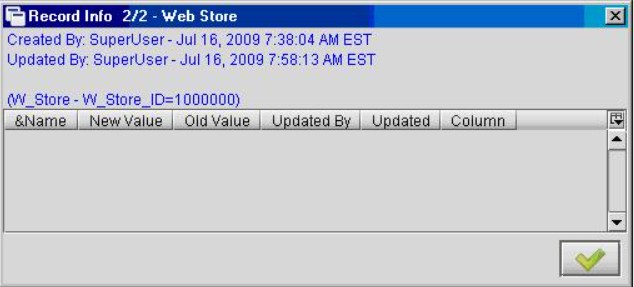 Record Info 2/2 - Web Store
Created By: SuperUser - Jul 16, 2009 7:38:04 AM EST
Updated By: SuperUser - Jul 16, 2009 7:58:13 AM EST
(W_Store - W_Store_ID=1000000)
&Name New Value Old Value Updated By Updated Column